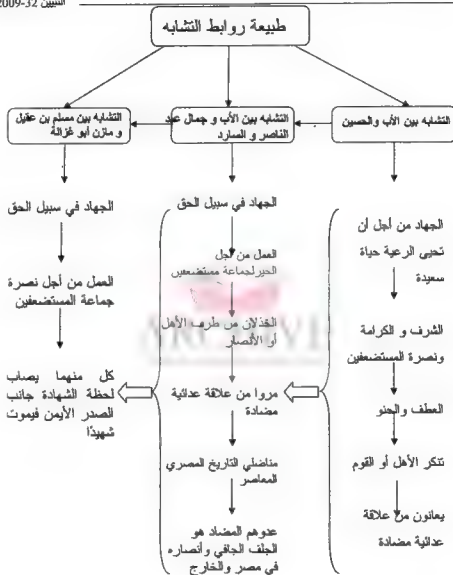 التبيين 32-2009
طبيعة روابط التشابه
التشابه بين الأب والحسين
التشابه بين الأب و جمال عبد
الناصر و السارد
التشابه بين مسلم بن عقيل
و مازن أبو غزالة
الجهاد من أجل أن
تحيى الرعية حياة
سعيدة
الشرف و الكرامة
ونصرة المستضعفين
العطف والحنو
تنكر الأهل أو القوم
يعانون من علاقة
عدائية مضادة
الجهاد في سبيل الحق
العمل من أجل
الخير لجماعة مستضعفين
الخذلان من طرف الأهل
أو الأنصار
مروا من علاقة عدائية
مضادة
مناضلي التاريخ المصري
المعاصر
عدوهم المضاد هو
الجلف الجافي وأنصاره
في مصر والخارج
الجهاد في سبيل الحق
العمل من أجل نصرة
جماعة المستضعفين
كل منهما يصاب
لحظة الشهادة جانب
الصدر الأيمن فيموت
شهيدًا
ARCHIVE